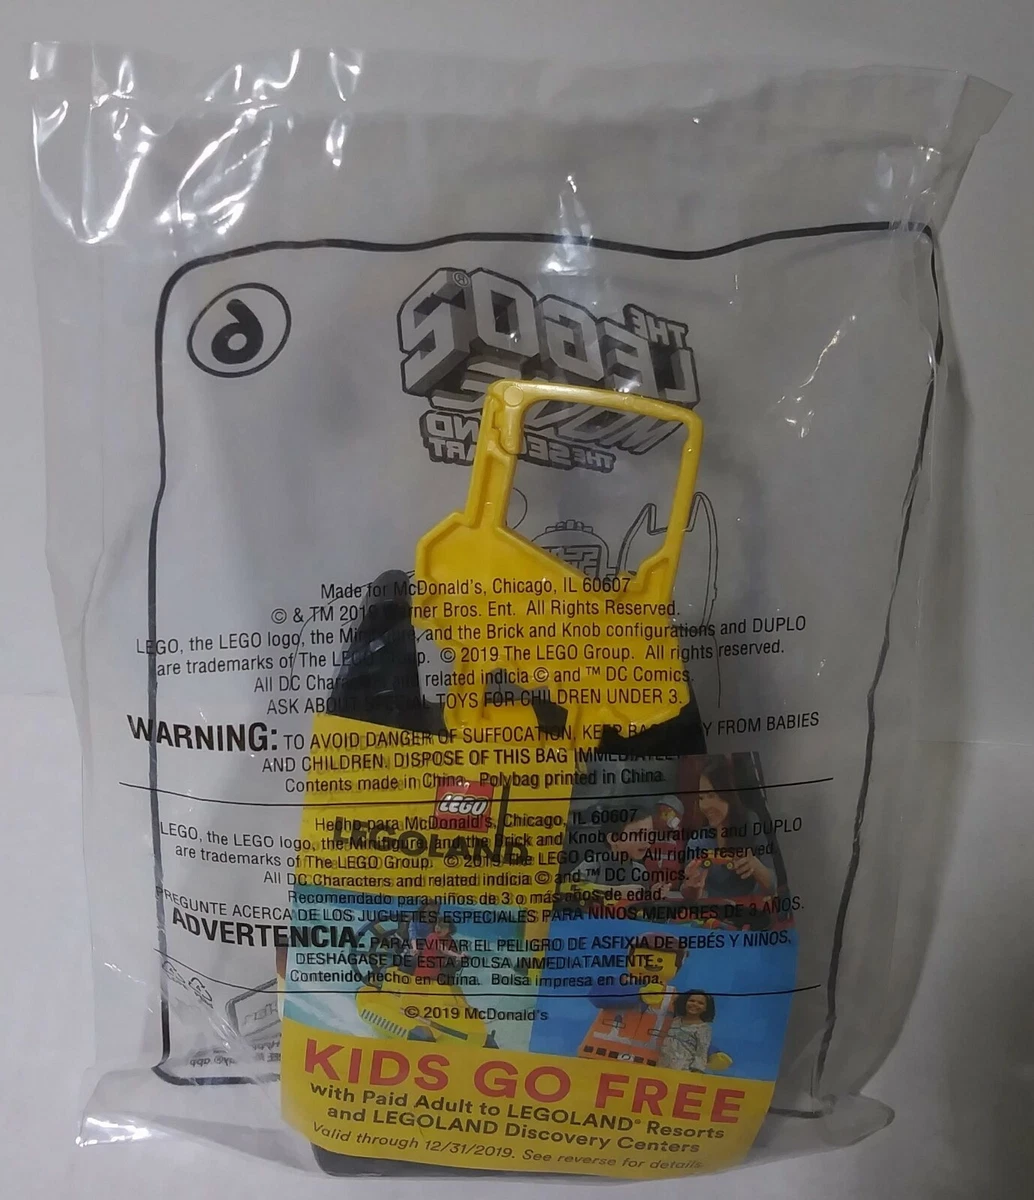 6
THE
LEGO®
MOVIE 2
THE SECOND
PART
Made for McDonald's, Chicago, IL 60607
© & TM 2019 Warner Bros. Ent. All Rights Reserved.
LEGO, the LEGO logo, the Minifigure, and the Brick and Knob configurations and DUPLO
are trademarks of The LEGO Group. © 2019 The LEGO Group. All rights reserved.
All DC Characters and related indicia © and ™ DC Comics.
ASK ABOUT SPECIAL TOYS FOR CHILDREN UNDER 3.
WARNING: TO AVOID DANGER OF SUFFOCATION, KEEP BAG AWAY FROM BABIES
AND CHILDREN. DISPOSE OF THIS BAG IMMEDIATELY.
Contents made in China. Polybag printed in China.
LEGO
LEGOLAND
Hecho para McDonald's, Chicago, IL 60607
LEGO, the LEGO logo, the Minifigure and the Brick and Knob configurations and DUPLO
are trademarks of The LEGO Group. © 2019 The LEGO Group. All rights reserved
All DC Characters and related indicia © and ™ DC Comics.
Recomendado para niños de 3 o más años de edad.
PREGUNTE ACERCA DE LOS JUGUETES ESPECIALES PARA NIÑOS MENORES DE 3 AÑOS.
ADVERTENCIA: PARA EVITAR EL PELIGRO DE ASFIXIA DE BEBÉS Y NIÑOS,
DESHÁGASE DE ESTA BOLSA INMEDIATAMENTE.
Contenido hecho en China. Bolsa impresa en China.
© 2019 McDonald's
KIDS GO FREE
with Paid Adult to LEGOLAND® Resorts
and LEGOLAND Discovery Centers
Valid through 12/31/2019. See reverse for details.